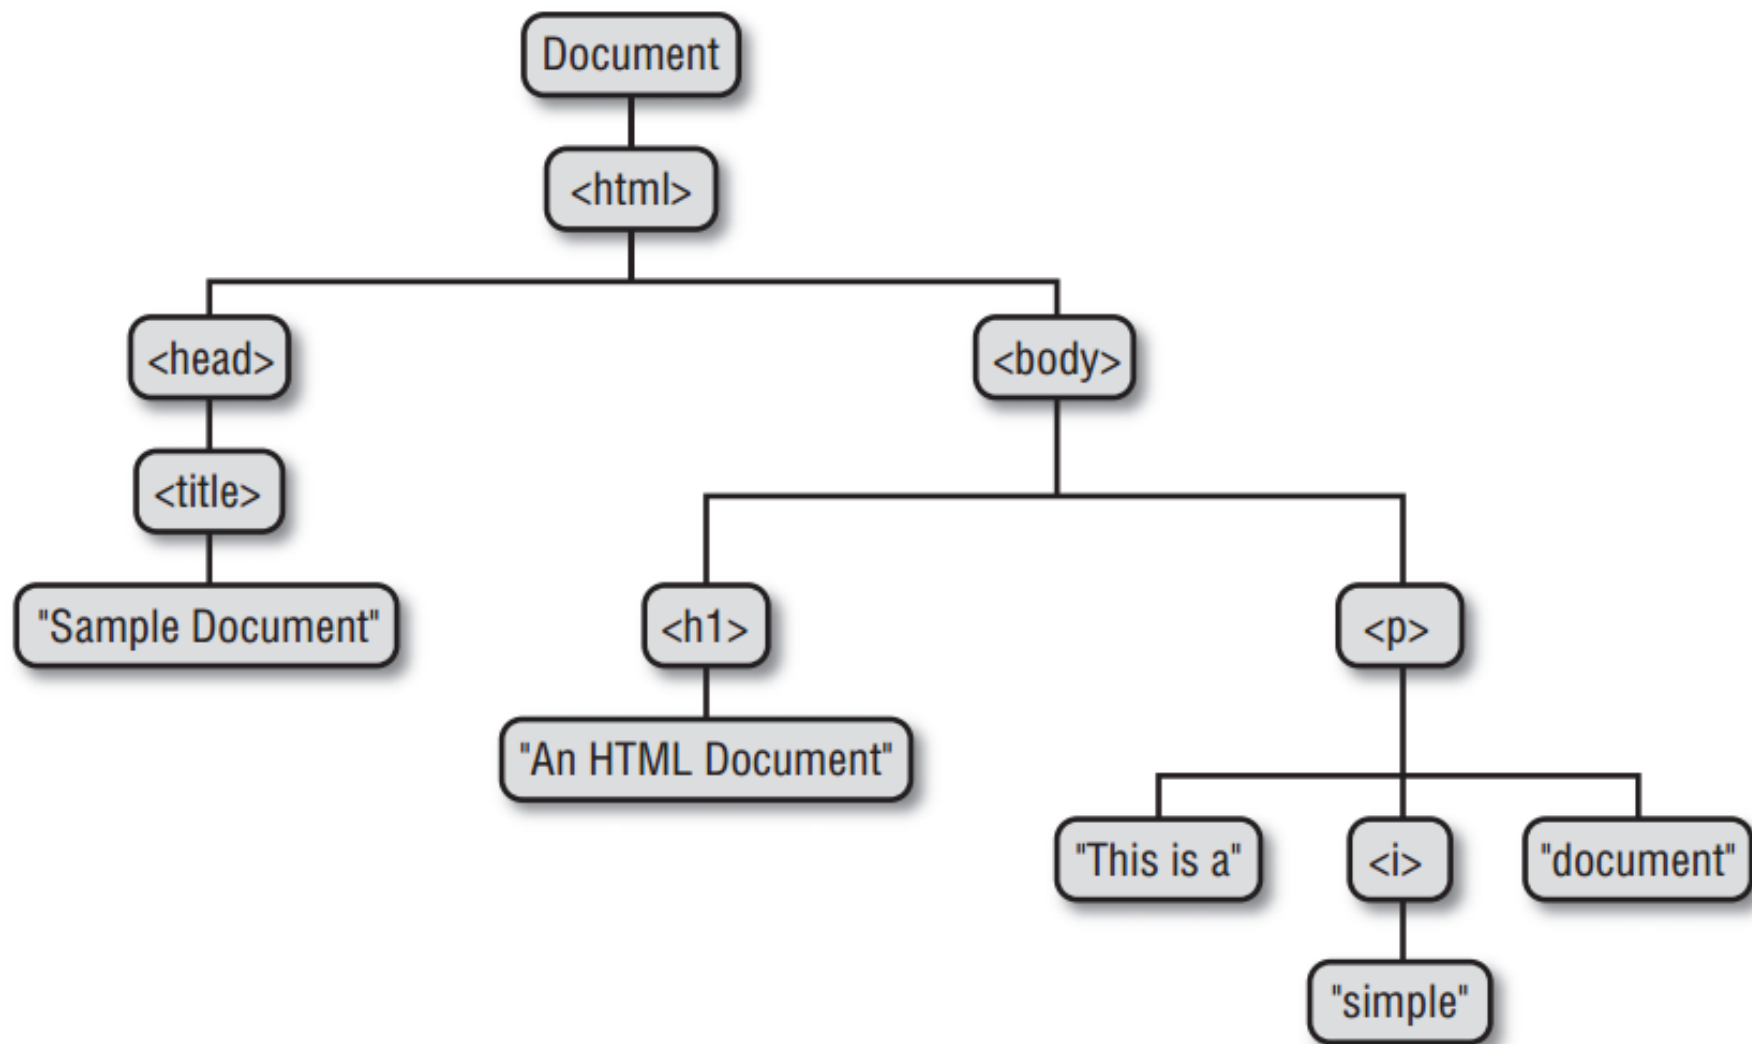 Document
<html>
<head>
<body>
<title>
"Sample Document"
<h1>
<p>
"An HTML Document"
"This is a"
<i>
"document"
"simple"